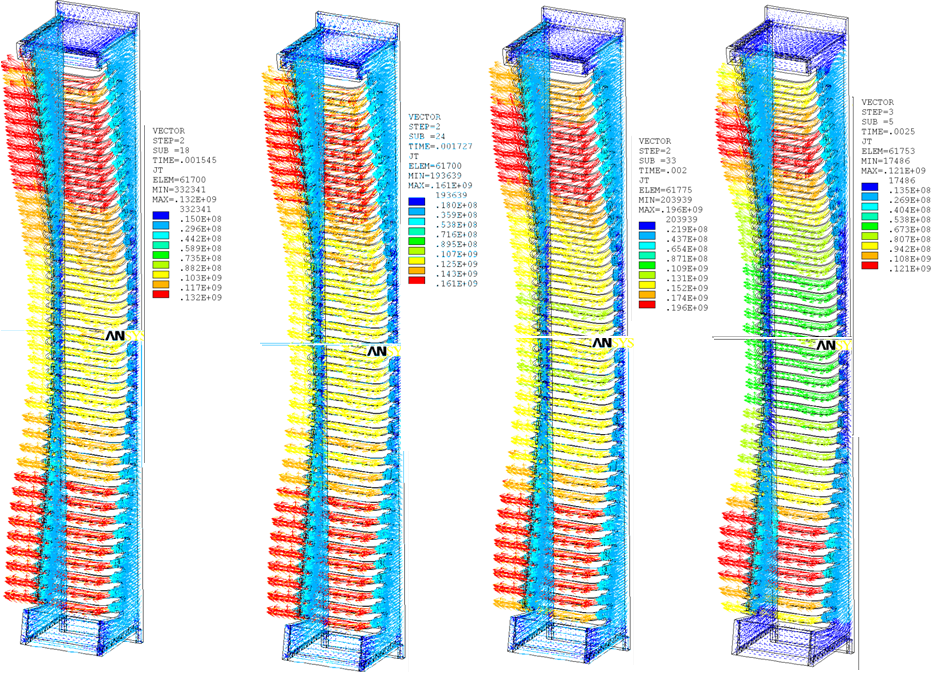 VECTOR
STEP=2
SUB =18
TIME=.001545
JT
ELEM=61700
MIN=332341
MAX=.132E+09
332341
.150E+08
.296E+08
.442E+08
.589E+08
.735E+08
.882E+08
.103E+09
.117E+09
.132E+09
AN
VECTOR
STEP=2
SUB =24
TIME=.001727
JT
ELEM=61700
MIN=193639
MAX=.161E+09
193639
.180E+08
.359E+08
.538E+08
.716E+08
.895E+08
.107E+09
.125E+09
.143E+09
.161E+09
AN
VECTOR
STEP=2
SUB =33
TIME=.002
JT
ELEM=61775
MIN=203939
MAX=.196E+09
203939
.219E+08
.437E+08
.654E+08
.871E+08
.109E+09
.131E+09
.152E+09
.174E+09
.196E+09
AN
VECTOR
STEP=3
SUB =5
TIME=.0025
JT
ELEM=61753
MIN=17486
MAX=.121E+09
17486
.135E+08
.269E+08
.404E+08
.538E+08
.673E+08
.807E+08
.942E+08
.108E+09
.121E+09
AN